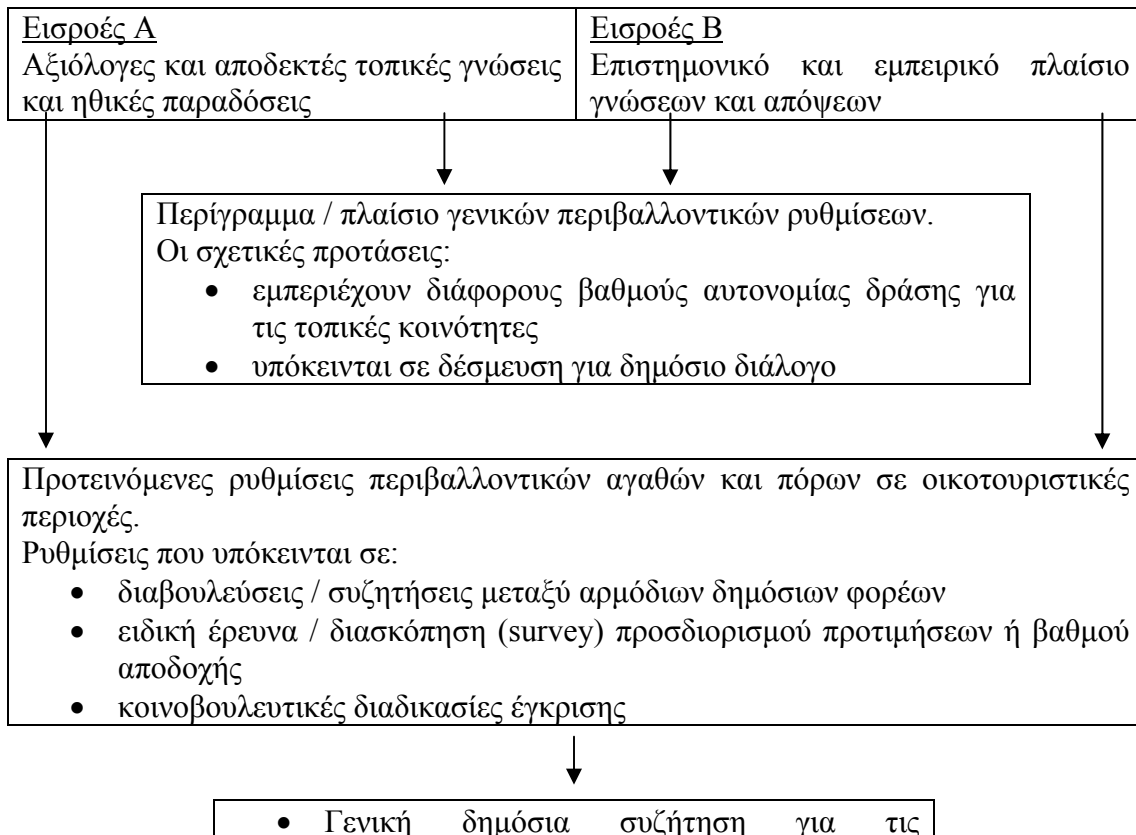 Εισροές Α
Αξιόλογες και αποδεκτές τοπικές γνώσεις
και ηθικές παραδόσεις
Εισροές Β
Επιστημονικό και εμπειρικό πλαίσιο
γνώσεων και απόψεων
Περίγραμμα / πλαίσιο γενικών περιβαλλοντικών ρυθμίσεων.
Οι σχετικές προτάσεις:
• εμπεριέχουν διάφορους βαθμούς αυτονομίας δράσης για
τις τοπικές κοινότητες
• υπόκεινται σε δέσμευση για δημόσιο διάλογο
Προτεινόμενες ρυθμίσεις περιβαλλοντικών αγαθών και πόρων σε οικοτουριστικές
περιοχές.
Ρυθμίσεις που υπόκεινται σε:
• διαβουλεύσεις / συζητήσεις μεταξύ αρμόδιων δημόσιων φορέων
• ειδική έρευνα / διασκόπηση (survey) προσδιορισμού προτιμήσεων ή βαθμού
αποδοχής
• κοινοβουλευτικές διαδικασίες έγκρισης
• Γενική δημόσια συζήτηση για τις